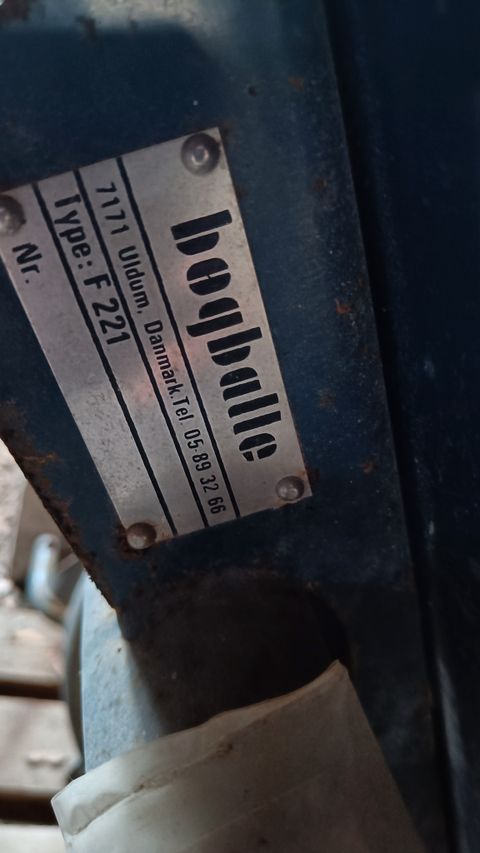 bogballe
7171 Uldum, Danmark.Tel. 05-89 32 66
Type: F 221
Nr.